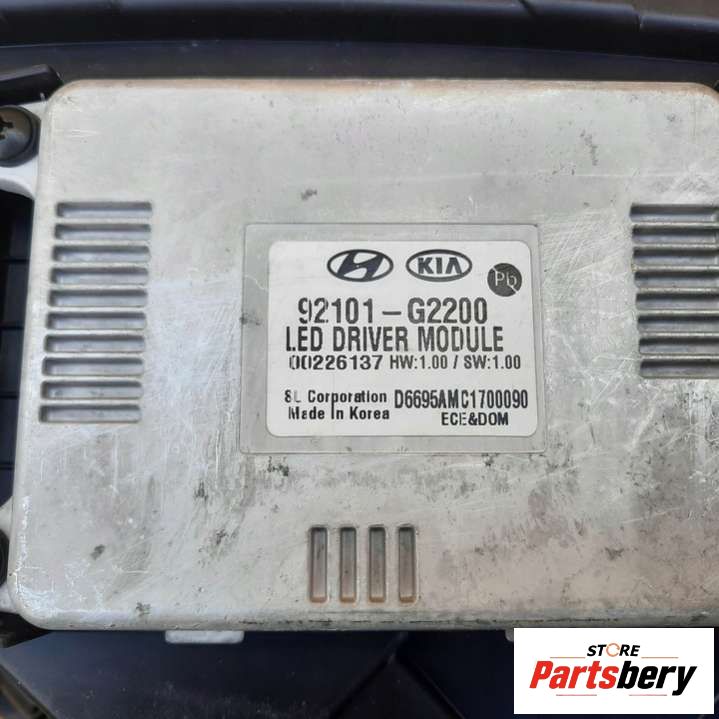 KIA Pb
92101-G2200
LED DRIVER MODULE
00226137 HW:1.00 / SW:1.00
SL Corporation D6695AMC1700090
Made In Korea ECE&DOM
STORE
Partsbery